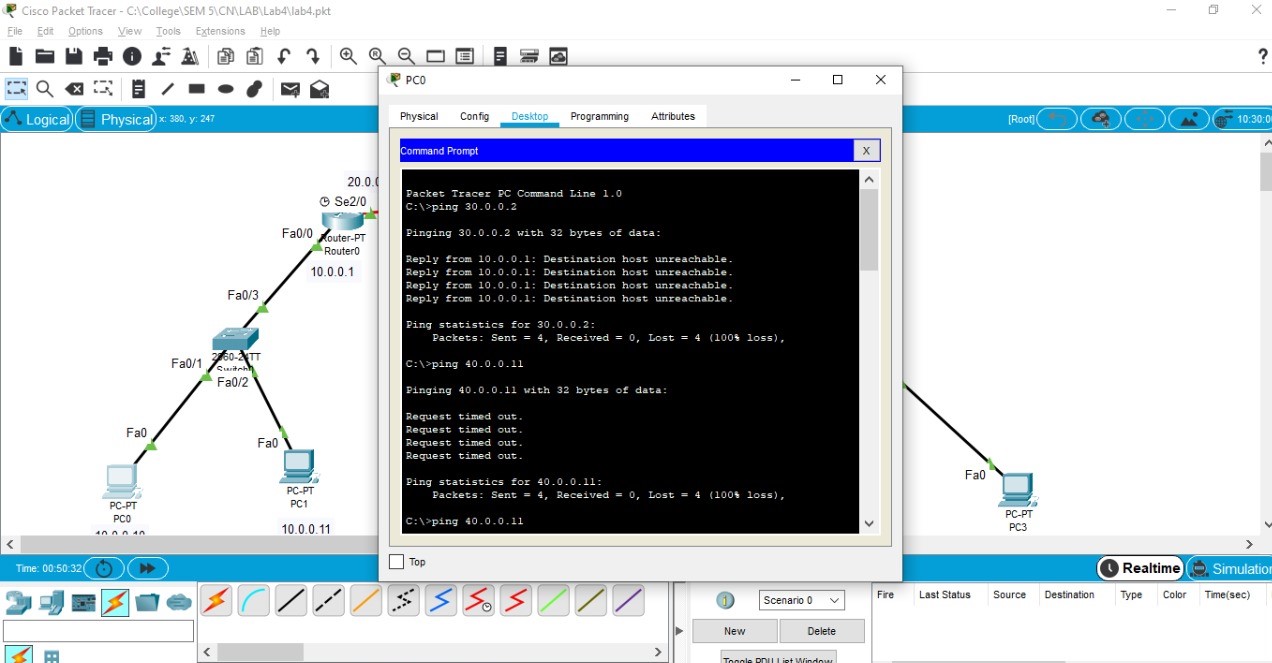 Cisco Packet Tracer - C:\College\SEM 5\CN\LAB\Lab4\lab4.pkt
File Edit Options View Tools Extensions Help
?
Logical Physical x: 380, y: 247
[Root] 10:30:0
PC0
Physical Config Desktop Programming Attributes
Command Prompt X
Packet Tracer PC Command Line 1.0
C:\>ping 30.0.0.2
Pinging 30.0.0.2 with 32 bytes of data:
Reply from 10.0.0.1: Destination host unreachable.
Reply from 10.0.0.1: Destination host unreachable.
Reply from 10.0.0.1: Destination host unreachable.
Reply from 10.0.0.1: Destination host unreachable.
Ping statistics for 30.0.0.2:
Packets: Sent = 4, Received = 0, Lost = 4 (100% loss),
C:\>ping 40.0.0.11
Pinging 40.0.0.11 with 32 bytes of data:
Request timed out.
Request timed out.
Request timed out.
Request timed out.
Ping statistics for 40.0.0.11:
Packets: Sent = 4, Received = 0, Lost = 4 (100% loss),
C:\>ping 40.0.0.11
Top
20.0.0
Se2/0
Fa0/0
Router-PT
Router0
10.0.0.1
Fa0/3
2960-24TT
Switch0
Fa0/1
Fa0/2
Fa0
Fa0
PC-PT
PC0
PC-PT
PC1
10.0.0.10
10.0.0.11
Fa0
PC-PT
PC3
Time: 00:50:32
Realtime Simulation
Scenario 0
New Delete
Toggle PDU List Window
Fire Last Status Source Destination Type Color Time(sec)